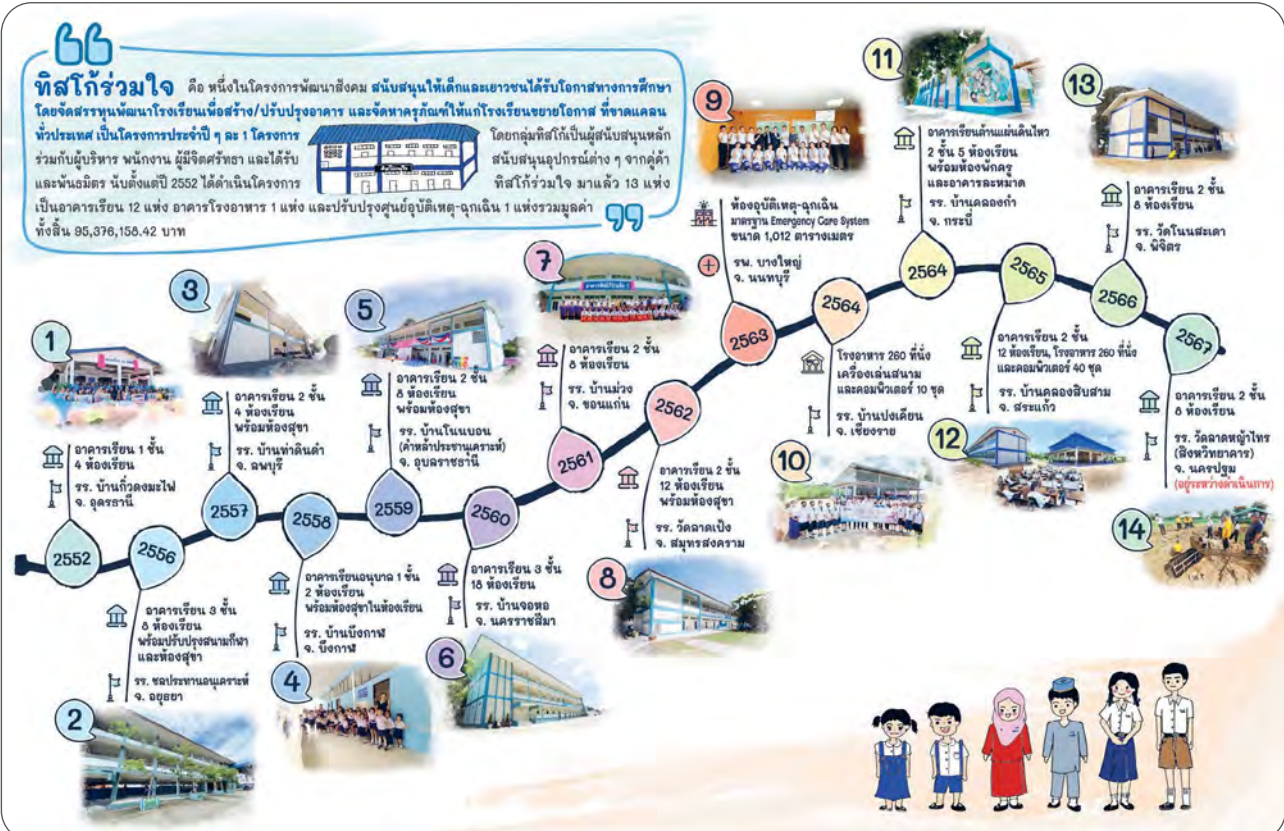 ทิสโก้ร่วมใจ คือ หนึ่งในโครงการพัฒนาสังคม สนับสนุนให้เด็กและเยาวชนได้รับโอกาสทางการศึกษา
โดยจัดสรรทุนพัฒนาโรงเรียนเพื่อสร้าง/ปรับปรุงอาคาร และจัดหาครุภัณฑ์ให้แก่โรงเรียนขยายโอกาส ที่ขาดแคลน
ทั่วประเทศ เป็นโครงการประจำปี ๆ ละ 1 โครงการ โดยกลุ่มทิสโก้เป็นผู้สนับสนุนหลัก
ร่วมกับผู้บริหาร พนักงาน ผู้มีจิตศรัทธา และได้รับ สนับสนุนอุปกรณ์ต่าง ๆ จากคู่ค้า
และพันธมิตร นับตั้งแต่ปี 2552 ได้ดำเนินโครงการ ทิสโก้ร่วมใจ มาแล้ว 13 แห่ง
เป็นอาคารเรียน 12 แห่ง อาคารโรงอาหาร 1 แห่ง และปรับปรุงศูนย์อุบัติเหตุ-ฉุกเฉิน 1 แห่งรวมมูลค่า
ทั้งสิ้น 95,376,158.42 บาท
1
อาคารเรียน 1 ชั้น
4 ห้องเรียน
รร. บ้านถิ่วดงมะไฟ
จ. อุดรธานี
2552
2556
อาคารเรียน 3 ชั้น
8 ห้องเรียน
พร้อมปรับปรุงสนามกีฬา
และห้องสุขา
รร. ชลประทานอนุเคราะห์
จ. อยุธยา
2
3
อาคารเรียน 2 ชั้น
4 ห้องเรียน
พร้อมห้องสุขา
รร. บ้านท่าดินดำ
จ. ลพบุรี
2557
2558
อาคารเรียนอนุบาล 1 ชั้น
2 ห้องเรียน
พร้อมห้องสุขาในห้องเรียน
รร. บ้านบึงกาฬ
จ. บึงกาฬ
4
5
อาคารเรียน 2 ชั้น
8 ห้องเรียน
พร้อมห้องสุขา
รร. บ้านโนนบอน
(คำหล้าประชานเคราะห์)
จ. อุบลราชธานี
2559
2560
อาคารเรียน 3 ชั้น
18 ห้องเรียน
รร. บ้านจอหอ
จ. นครราชสีมา
6
7
อาคารเรียน 2 ชั้น
8 ห้องเรียน
รร. บ้านม่วง
จ. ขอนแก่น
2561
2562
อาคารเรียน 2 ชั้น
12 ห้องเรียน
พร้อมห้องสุขา
รร. วัดลาดเป้ง
จ. สมุทรสงคราม
8
9
ห้องอุบัติเหตุ-ฉุกเฉิน
มาตรฐาน Emergency Care System
ขนาด 1,012 ตารางเมตร
รพ. บางใหญ่
จ. นนทบุรี
2563
2564
โรงอาหาร 260 ที่นั่ง
เครื่องเล่นสนาม
และคอมพิวเตอร์ 10 ชุด
รร. บ้านปงเคียน
จ. เชียงราย
10
11
อาคารเรียนต้านแผ่นดินไหว
2 ชั้น 5 ห้องเรียน
พร้อมห้องพักครู
และอาคารละหมาด
รร. บ้านคลองกำ
จ. กระบี่
2564
2565
อาคารเรียน 2 ชั้น
12 ห้องเรียน, โรงอาหาร 260 ที่นั่ง
และคอมพิวเตอร์ 40 ชุด
รร. บ้านคลองสิบสาม
จ. สระแก้ว
12
13
อาคารเรียน 2 ชั้น
8 ห้องเรียน
รร. วัดโนนสะเดา
จ. พิจิตร
2566
2567
อาคารเรียน 2 ชั้น
8 ห้องเรียน
รร. วัดลาดหญ้าไทร
(สิงหวิทยาคาร)
จ. นครปฐม
(อยู่ระหว่างดำเนินการ)
14